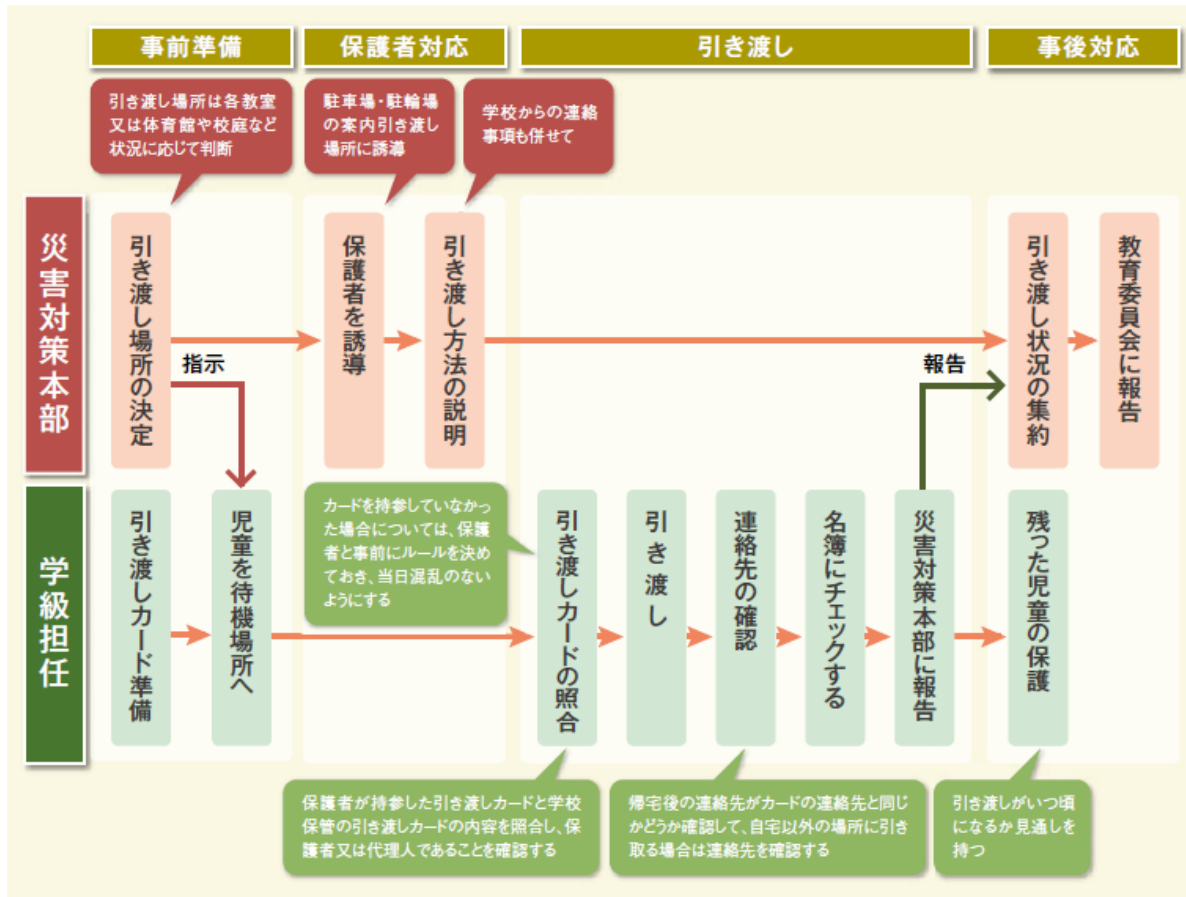 事前準備
保護者対応
引き渡し
事後対応
引き渡し場所は各教室
又は体育館や校庭など
状況に応じて判断
駐車場・駐輪場
の案内引き渡し
場所に誘導
学校からの連絡
事項も併せて
災害対策本部
引き渡し場所の決定
指示
保護者を誘導
引き渡し方法の説明
報告
引き渡し状況の集約
教育委員会に報告
学級担任
引き渡しカード準備
児童を待機場所へ
カードを持参していなかっ
た場合については、保護
者と事前にルールを決め
ておき、当日混乱のない
ようにする
引き渡しカードの照合
引き渡し
連絡先の確認
名簿にチェックする
災害対策本部に報告
残った児童の保護
保護者が持参した引き渡しカードと学校
保管の引き渡しカードの内容を照合し、保
護者又は代理人であることを確認する
帰宅後の連絡先がカードの連絡先と同じ
かどうか確認して、自宅以外の場所に引き
取る場合は連絡先を確認する
引き渡しがいつ頃
になるか見通しを
持つ